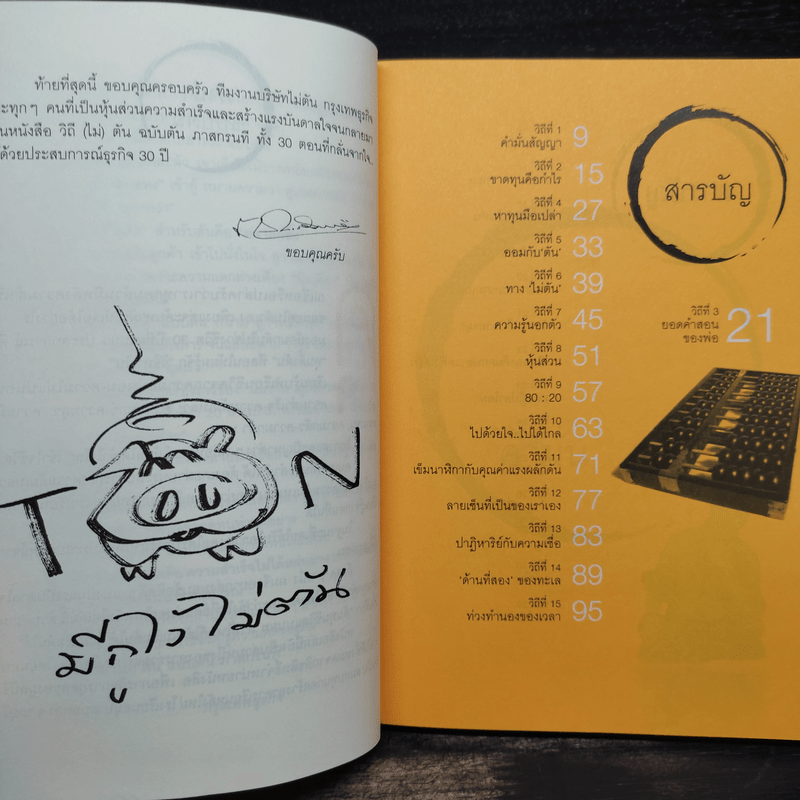 ท้ายที่สุดนี้ ขอบคุณครอบครัว ทีมงานบริษัทไม่ตัน กรุงเทพธุรกิจ
ะทุกๆ คนที่เป็นหุ้นส่วนความสำเร็จและสร้างแรงบันดาลใจจนกลายมา
นหนังสือ วิถี (ไม่) ตัน ฉบับตัน ภาสกรนที ทั้ง 30 ตอนที่กลั่นจากใจ..
ด้วยประสบการณ์ธุรกิจ 30 ปี
ขอบคุณครับ
T N
มีกูไว้ไม่ตัน
สารบัญ
วิถีที่ 1
คำมั่นสัญญา 9
วิถีที่ 2
ขาดทุนคือกำไร 15
วิถีที่ 3
ยอดคำสอน
ของพ่อ 21
วิถีที่ 4
หาทุนมือเปล่า 27
วิถีที่ 5
ออมกับ'ตัน' 33
วิถีที่ 6
ทาง 'ไม่ตัน' 39
วิถีที่ 7
ความรู้นอกตัว 45
วิถีที่ 8
หุ้นส่วน 51
วิถีที่ 9
80 : 20 57
วิถีที่ 10
ไปด้วยใจ..ไปได้ไกล 63
วิถีที่ 11
เข็มนาฬิกากับคุณค่าแรงผลักดัน 71
วิถีที่ 12
ลายเซ็นที่เป็นของเราเอง 77
วิถีที่ 13
ปาฏิหาริย์กับความเชื่อ 83
วิถีที่ 14
'ด้านที่สอง' ของทะเล 89
วิถีที่ 15
ท่วงทำนองของเวลา 95